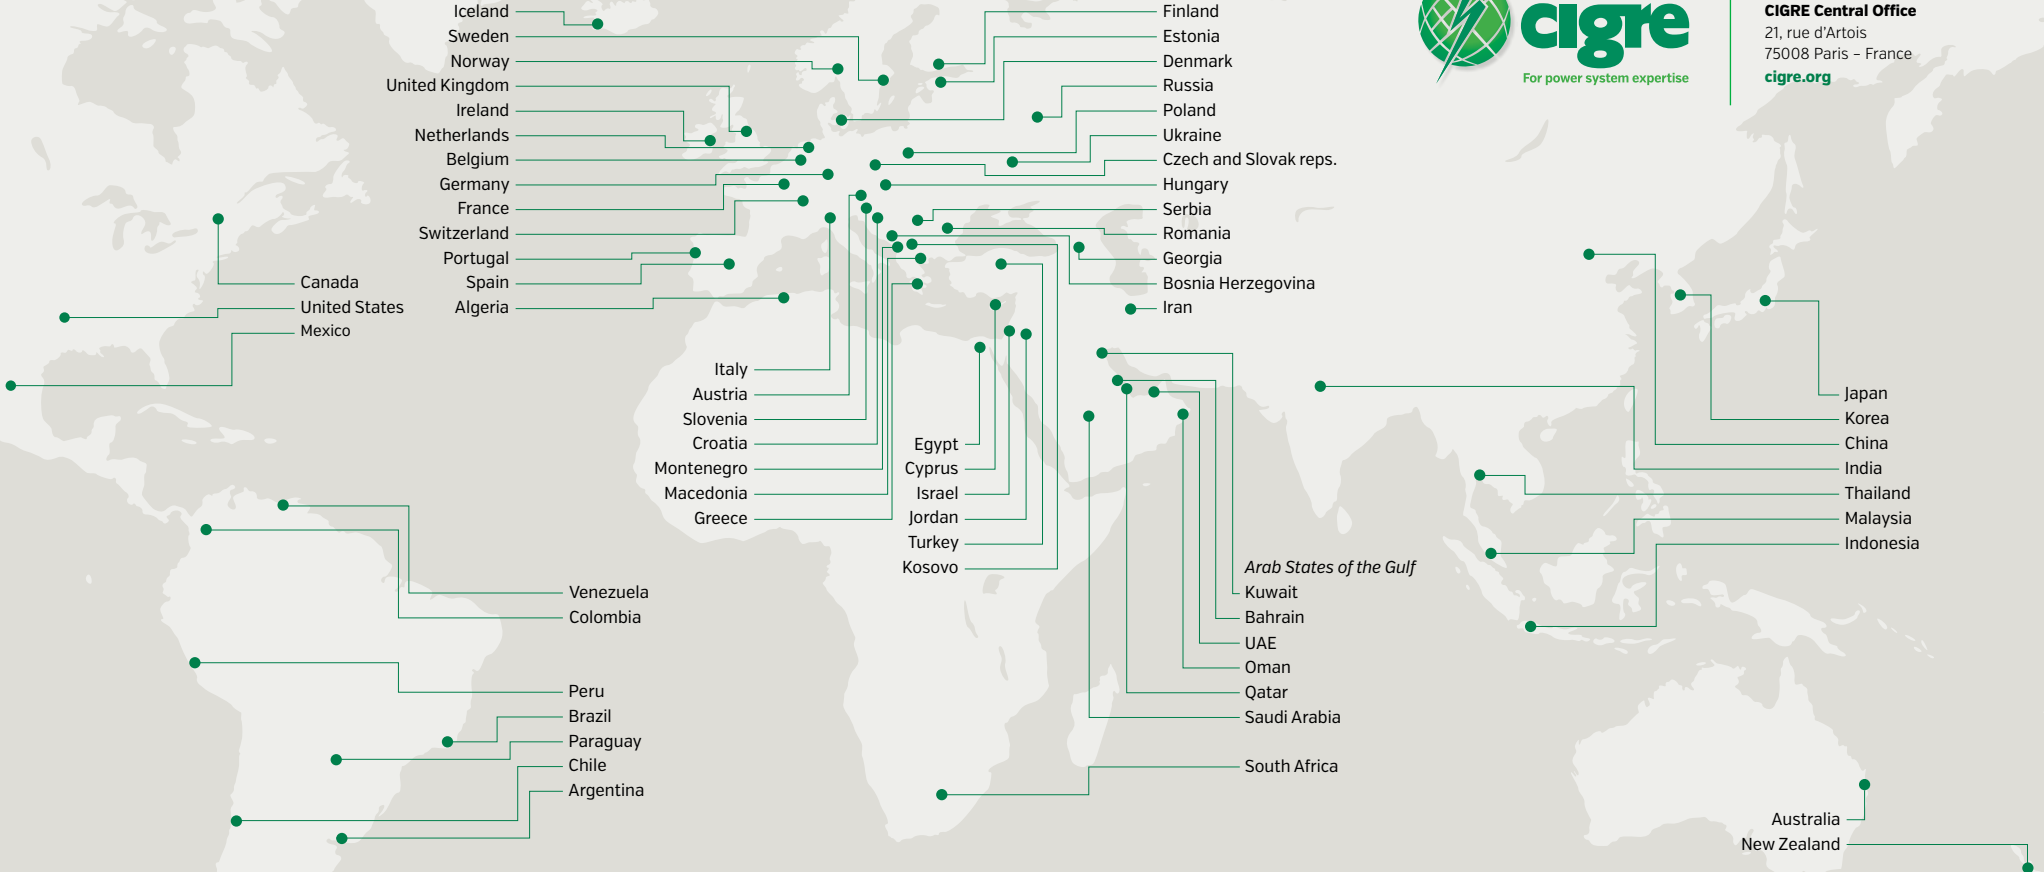 Iceland
Sweden
Norway
United Kingdom
Ireland
Netherlands
Belgium
Germany
France
Switzerland
Portugal
Spain
Algeria
Finland
Estonia
Denmark
Russia
Poland
Ukraine
Czech and Slovak reps.
Hungary
Serbia
Romania
Georgia
Bosnia Herzegovina
Iran
cigre
For power system expertise
CIGRE Central Office
21, rue d'Artois
75008 Paris – France
cigre.org
Canada
United States
Mexico
Italy
Austria
Slovenia
Croatia
Montenegro
Macedonia
Greece
Egypt
Cyprus
Israel
Jordan
Turkey
Kosovo
Japan
Korea
China
India
Thailand
Malaysia
Indonesia
Venezuela
Colombia
Peru
Brazil
Paraguay
Chile
Argentina
Arab States of the Gulf
Kuwait
Bahrain
UAE
Oman
Qatar
Saudi Arabia
South Africa
Australia
New Zealand